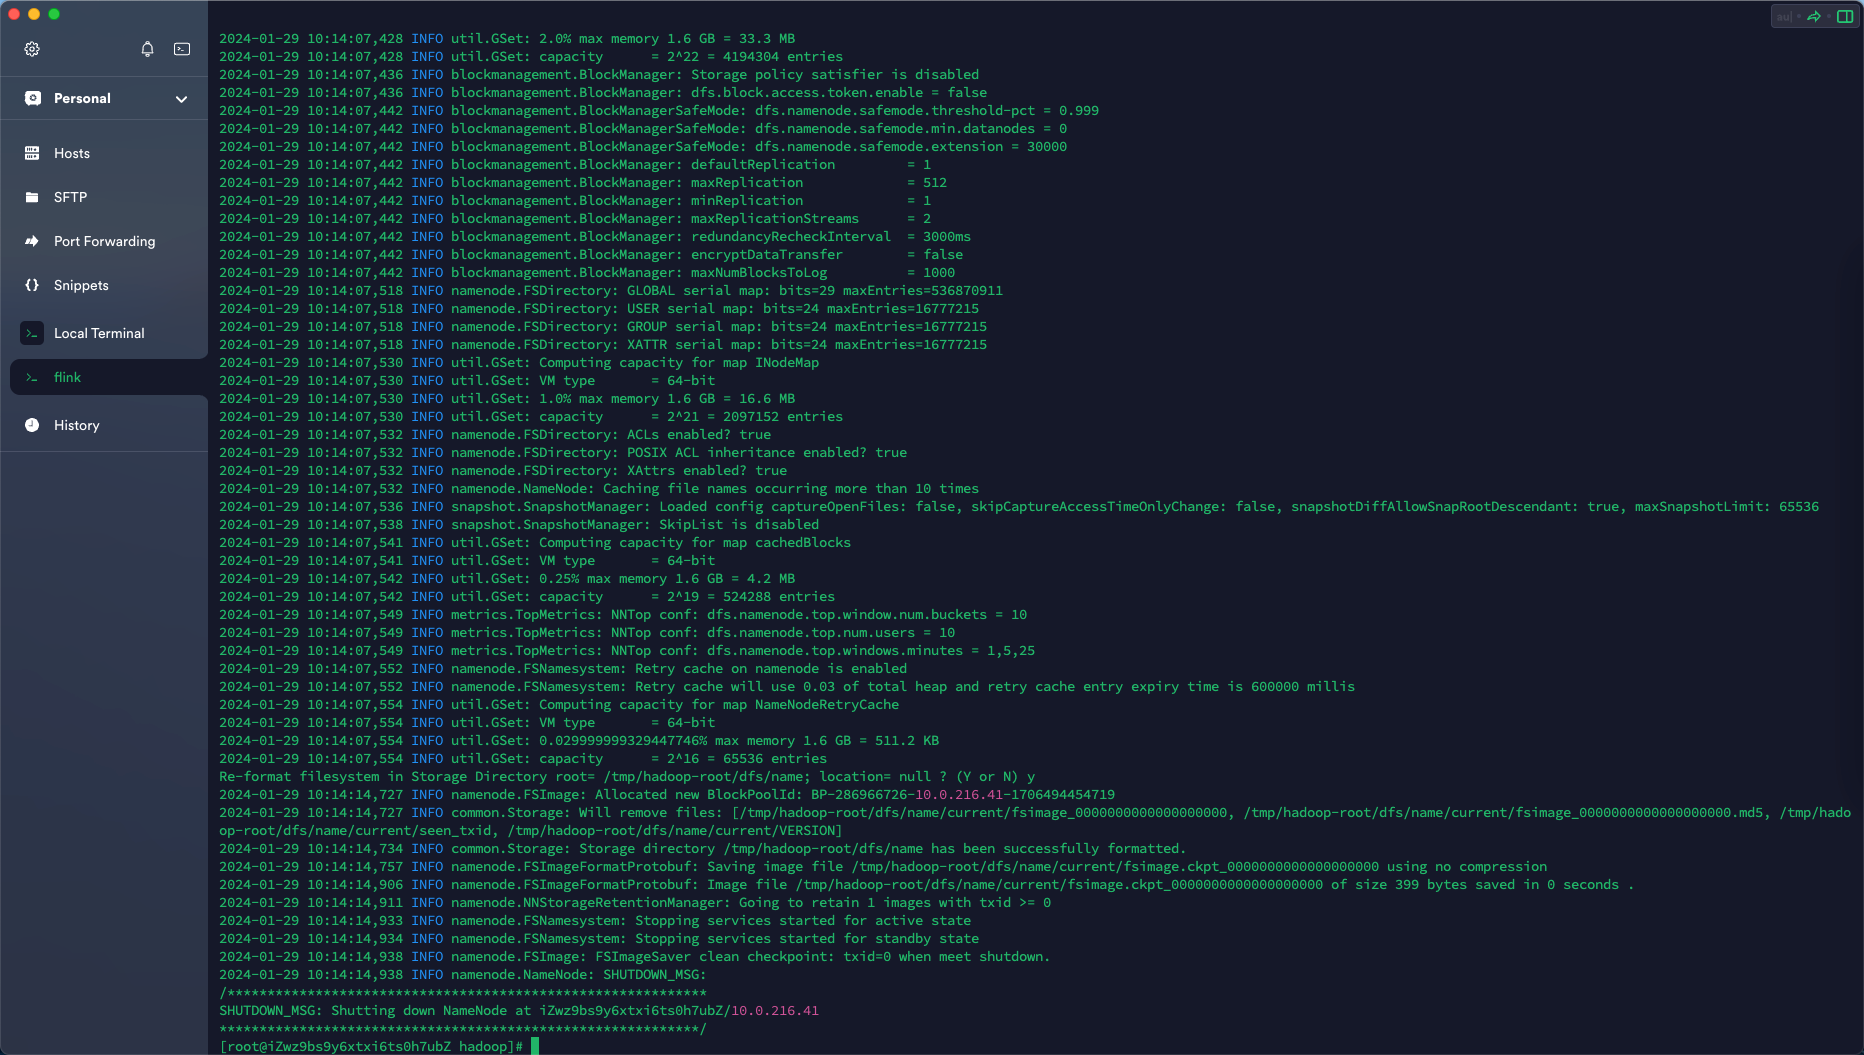 au
Personal
Hosts
SFTP
Port Forwarding
Snippets
Local Terminal
flink
History
2024-01-29 10:14:07,428 INFO util.GSet: 2.0% max memory 1.6 GB = 33.3 MB
2024-01-29 10:14:07,428 INFO util.GSet: capacity      = 2^22 = 4194304 entries
2024-01-29 10:14:07,436 INFO blockmanagement.BlockManager: Storage policy satisfier is disabled
2024-01-29 10:14:07,436 INFO blockmanagement.BlockManager: dfs.block.access.token.enable = false
2024-01-29 10:14:07,442 INFO blockmanagement.BlockManagerSafeMode: dfs.namenode.safemode.threshold-pct = 0.999
2024-01-29 10:14:07,442 INFO blockmanagement.BlockManagerSafeMode: dfs.namenode.safemode.min.datanodes = 0
2024-01-29 10:14:07,442 INFO blockmanagement.BlockManagerSafeMode: dfs.namenode.safemode.extension = 30000
2024-01-29 10:14:07,442 INFO blockmanagement.BlockManager: defaultReplication         = 1
2024-01-29 10:14:07,442 INFO blockmanagement.BlockManager: maxReplication             = 512
2024-01-29 10:14:07,442 INFO blockmanagement.BlockManager: minReplication             = 1
2024-01-29 10:14:07,442 INFO blockmanagement.BlockManager: maxReplicationStreams      = 2
2024-01-29 10:14:07,442 INFO blockmanagement.BlockManager: redundancyRecheckInterval  = 3000ms
2024-01-29 10:14:07,442 INFO blockmanagement.BlockManager: encryptDataTransfer        = false
2024-01-29 10:14:07,442 INFO blockmanagement.BlockManager: maxNumBlocksToLog          = 1000
2024-01-29 10:14:07,518 INFO namenode.FSDirectory: GLOBAL serial map: bits=29 maxEntries=536870911
2024-01-29 10:14:07,518 INFO namenode.FSDirectory: USER serial map: bits=24 maxEntries=16777215
2024-01-29 10:14:07,518 INFO namenode.FSDirectory: GROUP serial map: bits=24 maxEntries=16777215
2024-01-29 10:14:07,518 INFO namenode.FSDirectory: XATTR serial map: bits=24 maxEntries=16777215
2024-01-29 10:14:07,530 INFO util.GSet: Computing capacity for map INodeMap
2024-01-29 10:14:07,530 INFO util.GSet: VM type       = 64-bit
2024-01-29 10:14:07,530 INFO util.GSet: 1.0% max memory 1.6 GB = 16.6 MB
2024-01-29 10:14:07,530 INFO util.GSet: capacity      = 2^21 = 2097152 entries
2024-01-29 10:14:07,532 INFO namenode.FSDirectory: ACLs enabled? true
2024-01-29 10:14:07,532 INFO namenode.FSDirectory: POSIX ACL inheritance enabled? true
2024-01-29 10:14:07,532 INFO namenode.FSDirectory: XAttrs enabled? true
2024-01-29 10:14:07,532 INFO namenode.NameNode: Caching file names occurring more than 10 times
2024-01-29 10:14:07,536 INFO snapshot.SnapshotManager: Loaded config captureOpenFiles: false, skipCaptureAccessTimeOnlyChange: false, snapshotDiffAllowSnapRootDescendant: true, maxSnapshotLimit: 65536
2024-01-29 10:14:07,538 INFO snapshot.SnapshotManager: SkipList is disabled
2024-01-29 10:14:07,541 INFO util.GSet: Computing capacity for map cachedBlocks
2024-01-29 10:14:07,541 INFO util.GSet: VM type       = 64-bit
2024-01-29 10:14:07,542 INFO util.GSet: 0.25% max memory 1.6 GB = 4.2 MB
2024-01-29 10:14:07,542 INFO util.GSet: capacity      = 2^19 = 524288 entries
2024-01-29 10:14:07,549 INFO metrics.TopMetrics: NNTop conf: dfs.namenode.top.window.num.buckets = 10
2024-01-29 10:14:07,549 INFO metrics.TopMetrics: NNTop conf: dfs.namenode.top.num.users = 10
2024-01-29 10:14:07,549 INFO metrics.TopMetrics: NNTop conf: dfs.namenode.top.windows.minutes = 1,5,25
2024-01-29 10:14:07,552 INFO namenode.FSNamesystem: Retry cache on namenode is enabled
2024-01-29 10:14:07,552 INFO namenode.FSNamesystem: Retry cache will use 0.03 of total heap and retry cache entry expiry time is 600000 millis
2024-01-29 10:14:07,554 INFO util.GSet: Computing capacity for map NameNodeRetryCache
2024-01-29 10:14:07,554 INFO util.GSet: VM type       = 64-bit
2024-01-29 10:14:07,554 INFO util.GSet: 0.029999999329447746% max memory 1.6 GB = 511.2 KB
2024-01-29 10:14:07,554 INFO util.GSet: capacity      = 2^16 = 65536 entries
Re-format filesystem in Storage Directory root= /tmp/hadoop-root/dfs/name; location= null ? (Y or N) y
2024-01-29 10:14:14,727 INFO namenode.FSImage: Allocated new BlockPoolId: BP-286966726-10.0.216.41-1706494454719
2024-01-29 10:14:14,727 INFO common.Storage: Will remove files: [/tmp/hadoop-root/dfs/name/current/fsimage_0000000000000000000, /tmp/hadoop-root/dfs/name/current/fsimage_0000000000000000000.md5, /tmp/hado
op-root/dfs/name/current/seen_txid, /tmp/hadoop-root/dfs/name/current/VERSION]
2024-01-29 10:14:14,734 INFO common.Storage: Storage directory /tmp/hadoop-root/dfs/name has been successfully formatted.
2024-01-29 10:14:14,757 INFO namenode.FSImageFormatProtobuf: Saving image file /tmp/hadoop-root/dfs/name/current/fsimage.ckpt_0000000000000000000 using no compression
2024-01-29 10:14:14,906 INFO namenode.FSImageFormatProtobuf: Image file /tmp/hadoop-root/dfs/name/current/fsimage.ckpt_0000000000000000000 of size 399 bytes saved in 0 seconds .
2024-01-29 10:14:14,911 INFO namenode.NNStorageRetentionManager: Going to retain 1 images with txid >= 0
2024-01-29 10:14:14,933 INFO namenode.FSNamesystem: Stopping services started for active state
2024-01-29 10:14:14,934 INFO namenode.FSNamesystem: Stopping services started for standby state
2024-01-29 10:14:14,938 INFO namenode.FSImage: FSImageSaver clean checkpoint: txid=0 when meet shutdown.
2024-01-29 10:14:14,938 INFO namenode.NameNode: SHUTDOWN_MSG:
/************************************************************
SHUTDOWN_MSG: Shutting down NameNode at iZwz9bs9y6xtxi6ts0h7ubZ/10.0.216.41
************************************************************/
[root@iZwz9bs9y6xtxi6ts0h7ubZ hadoop]#